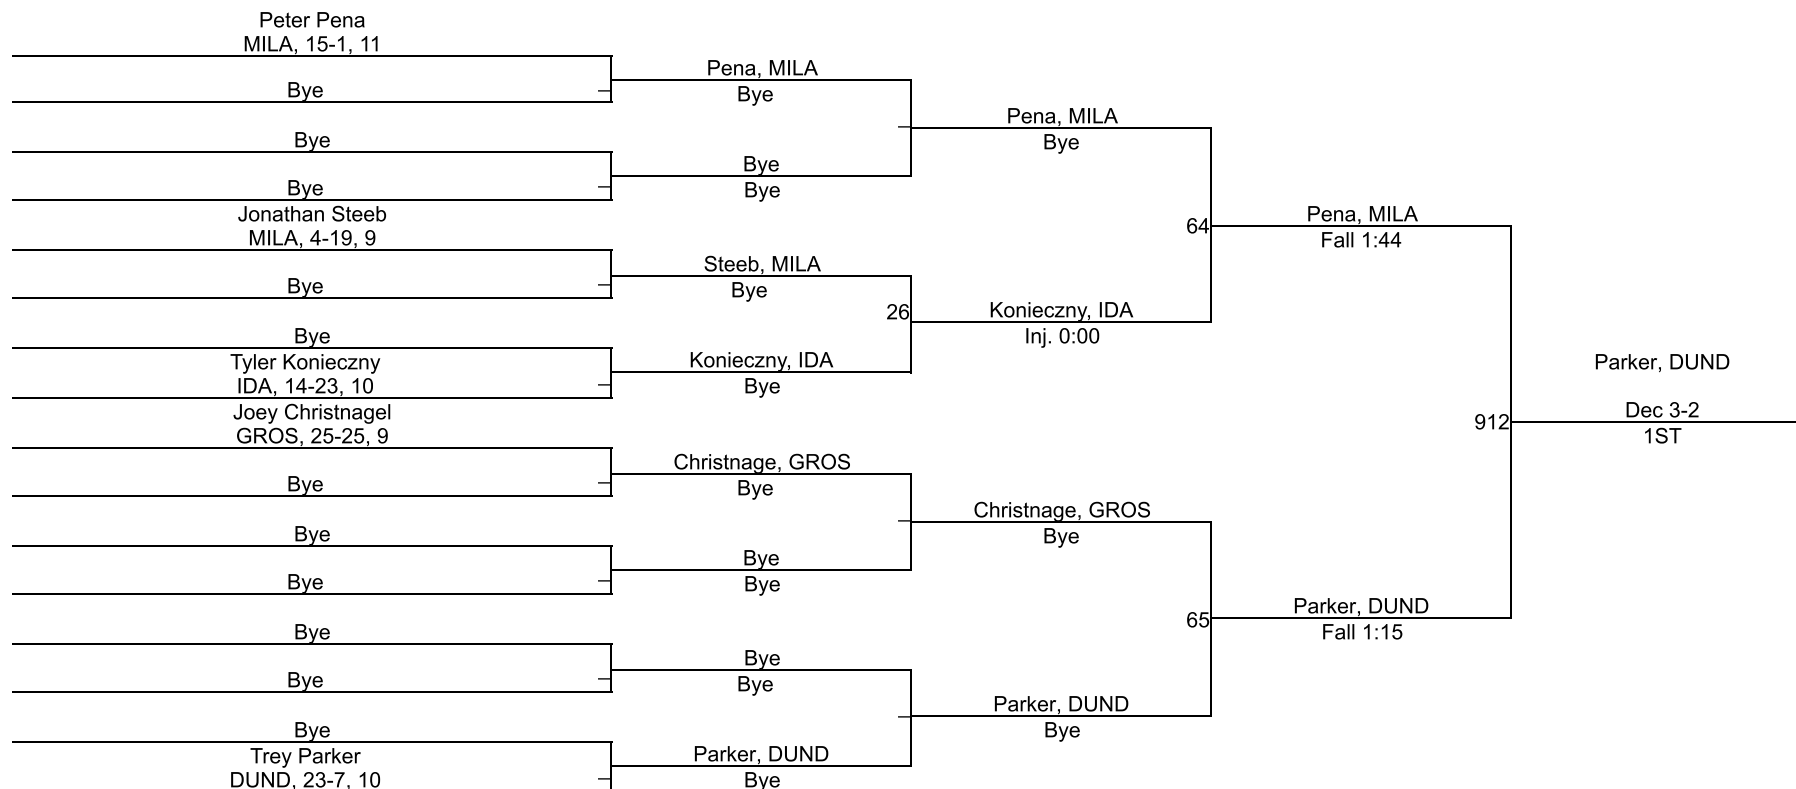 Peter Pena
MILA, 15-1, 11
Bye
Bye
Bye
Jonathan Steeb
MILA, 4-19, 9
Bye
Bye
Tyler Konieczny
IDA, 14-23, 10
Joey Christnagel
GROS, 25-25, 9
Bye
Bye
Bye
Bye
Bye
Bye
Trey Parker
DUND, 23-7, 10
Pena, MILA
Bye
Bye
Bye
Steeb, MILA
Bye
Konieczny, IDA
Bye
Christnage, GROS
Bye
Bye
Bye
Bye
Bye
Parker, DUND
Bye
Pena, MILA
Bye
26
Konieczny, IDA
Inj. 0:00
Christnage, GROS
Bye
Parker, DUND
Bye
64
Pena, MILA
Fall 1:44
65
Parker, DUND
Fall 1:15
Parker, DUND
912
Dec 3-2
1ST